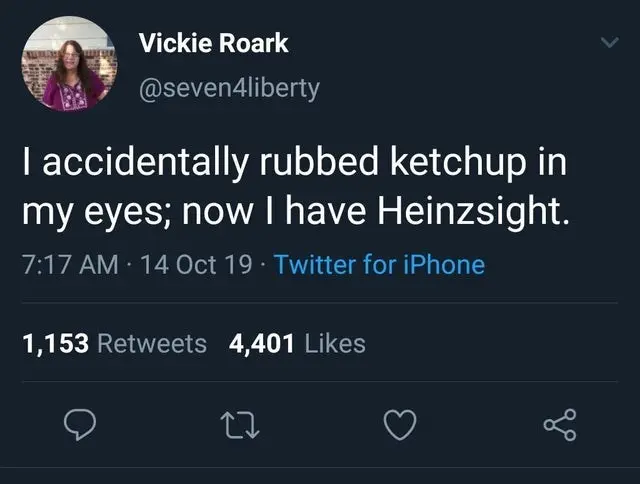 Vickie Roark
@seven4liberty
I accidentally rubbed ketchup in
my eyes; now I have Heinzsight.
7:17 AM · 14 Oct 19 · Twitter for iPhone
1,153 Retweets 4,401 Likes